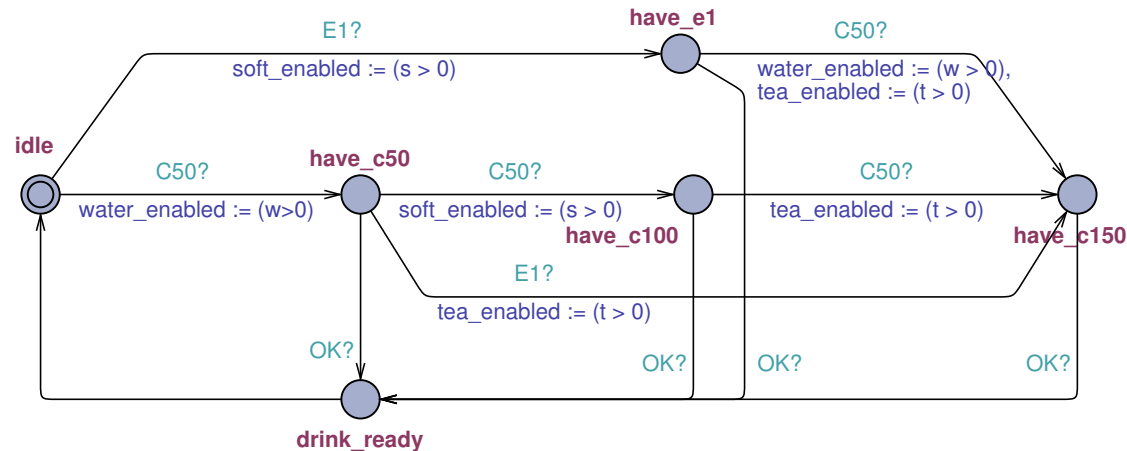 have_e1
E1?
C50?
soft_enabled := (s > 0)
water_enabled := (w > 0),
tea_enabled := (t > 0)
idle
have_c50
C50?
C50?
C50?
water_enabled := (w>0)
soft_enabled := (s > 0)
tea_enabled := (t > 0)
have_c100
have_c150
E1?
tea_enabled := (t > 0)
OK?
OK?
OK?
OK?
drink_ready